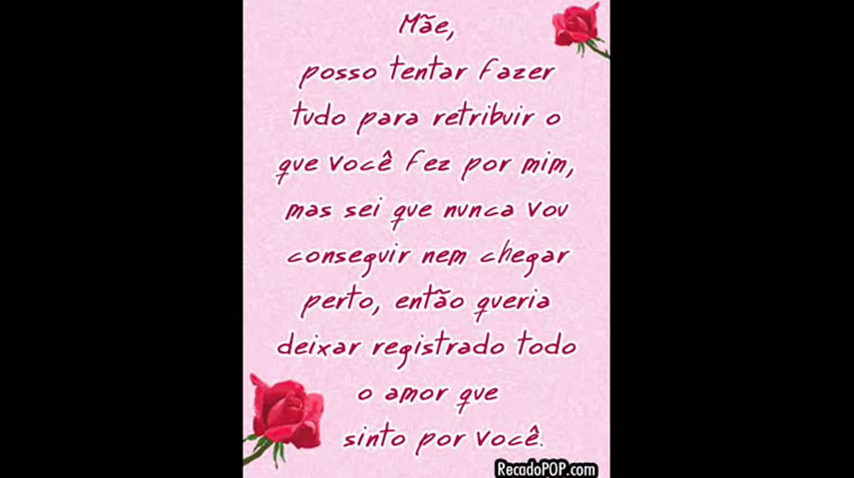 Mãe,
posso tentar fazer
tudo para retribuir o
que você fez por mim,
mas sei que nunca vou
conseguir nem chegar
perto, então queria
deixar registrado todo
o amor que
sinto por você.
RecadoPOP.com